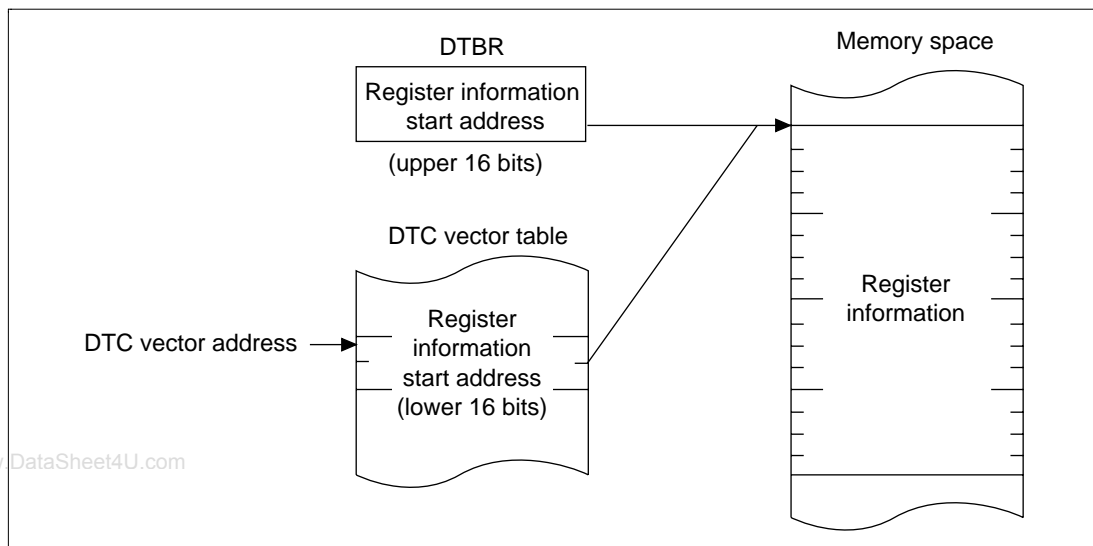 DTBR
Register information
start address
(upper 16 bits)
Memory space
DTC vector table
DTC vector address
Register
information
start address
(lower 16 bits)
Register
information
.DataSheet4U.com